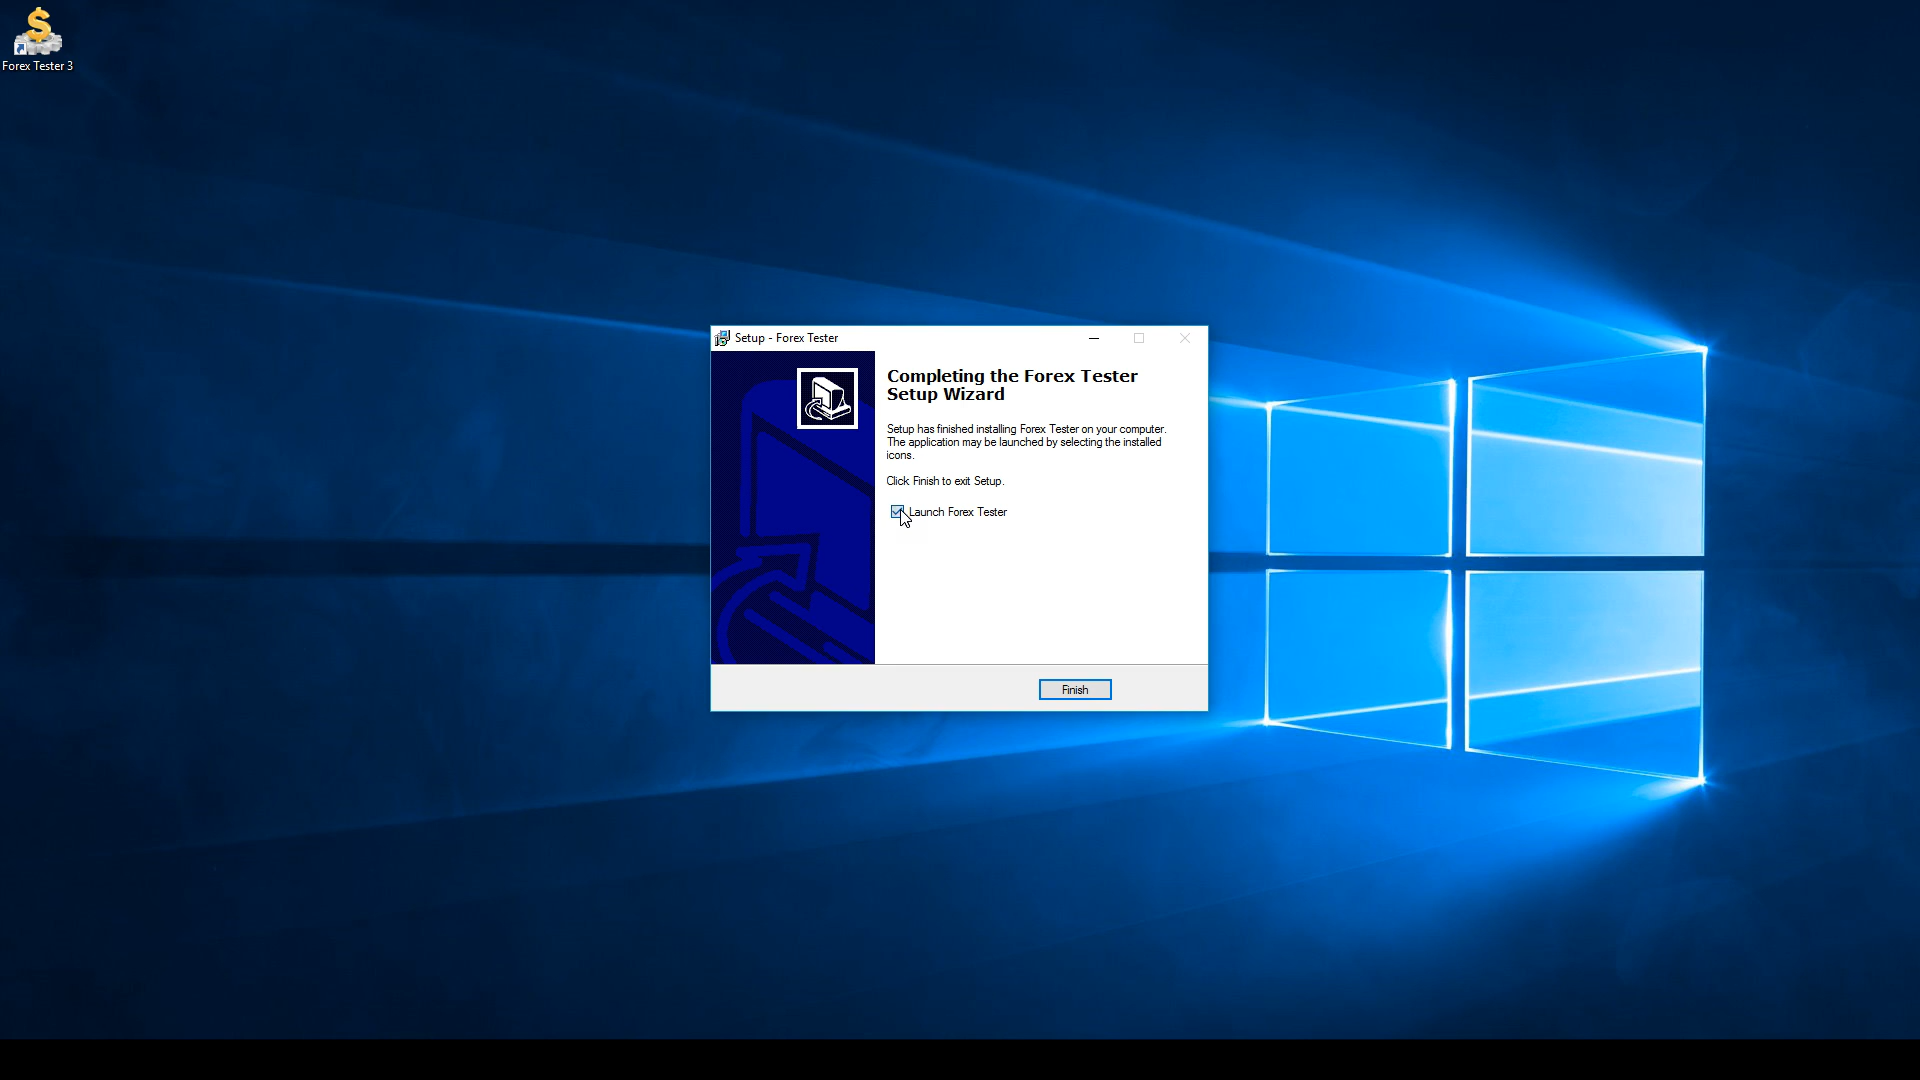 Forex Tester 3
Setup - Forex Tester
Completing the Forex Tester
Setup Wizard
Setup has finished installing Forex Tester on your computer.
The application may be launched by selecting the installed
icons.
Click Finish to exit Setup.
Launch Forex Tester
Finish